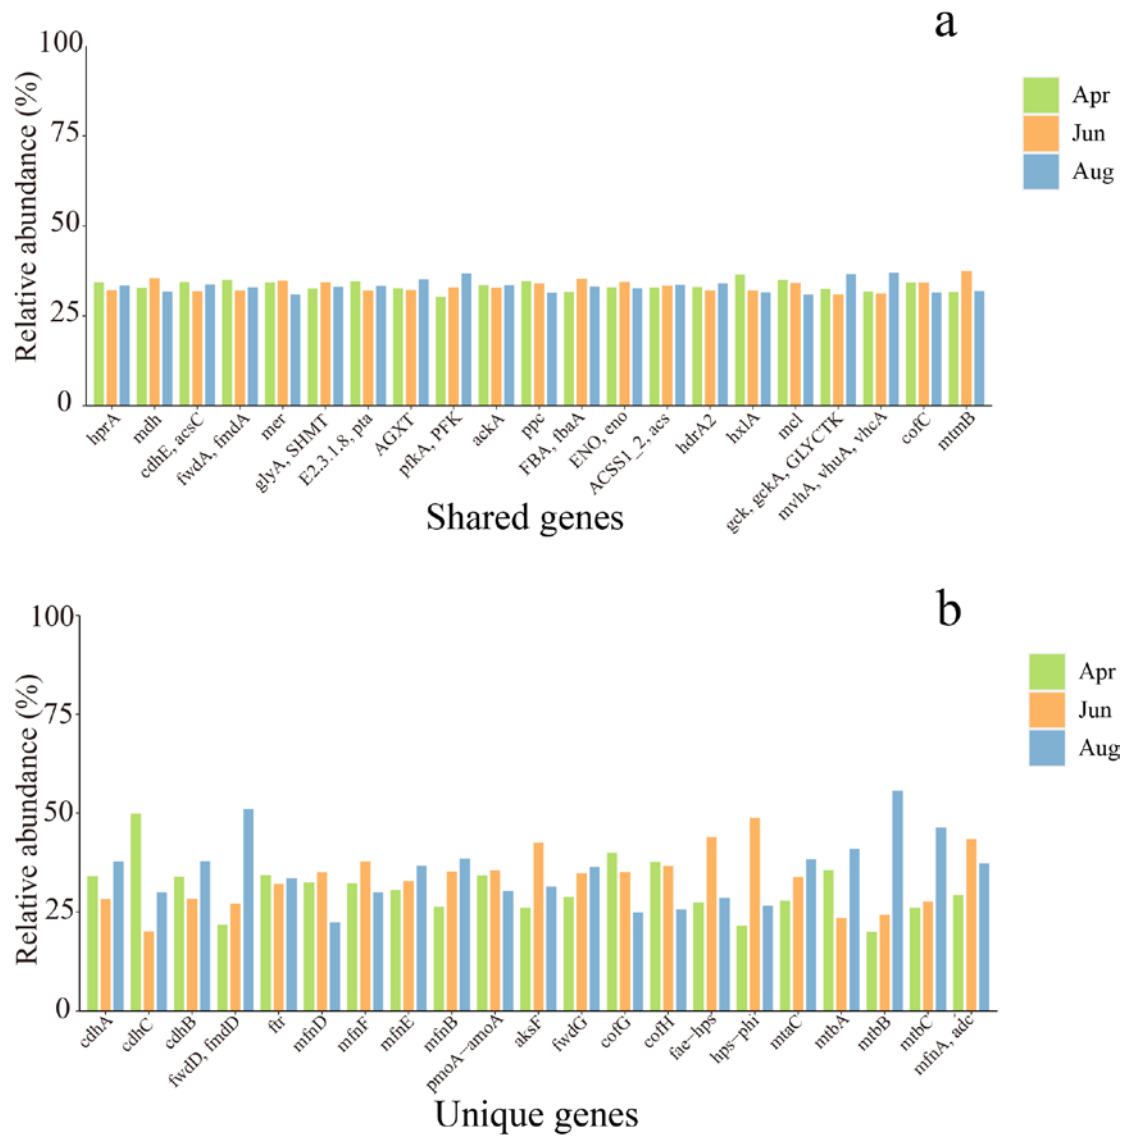 a
100
75
50
25
0
Relative abundance (%)
Apr
Jun
Aug
hprA
mdh
cdhE, acsC
fwdA, fmdA
mer
glyA, SHMT
E2.3.1.8, pta
AGXT
pfkA, PFK
ackA
ppc
FBA, fbaA
ENO, eno
ACSS1_2, acs
hdrA2
hxlA
mcl
gck, gckA, GLYCTK
mvhA, vhuA, vhcA
cofC
mtmB
Shared genes
b
100
75
50
25
0
Relative abundance (%)
Apr
Jun
Aug
cdhA
cdhC
cdhB
fwdD, fmdD
ftr
mfnD
mfnF
mfnE
mfnB
pmoA−amoA
aksF
fwdG
cofG
cofH
fae−hps
hps−phi
mtaC
mtbA
mtbB
mtbC
mfnA, adc
Unique genes